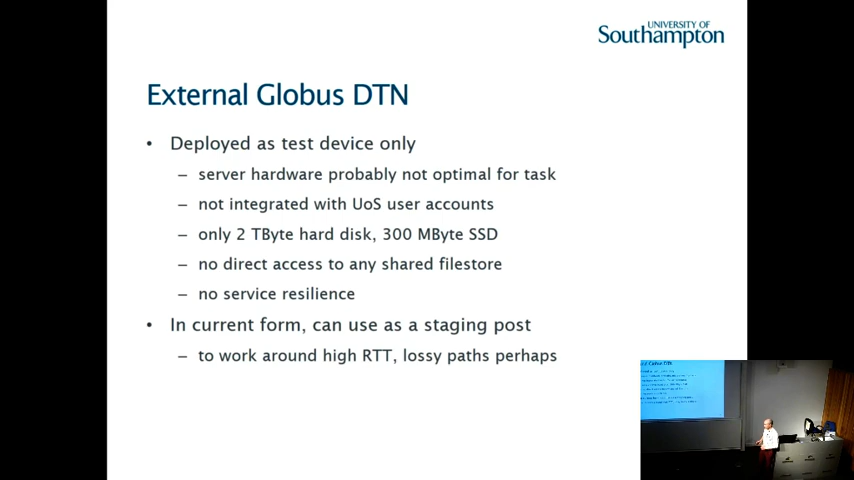 UNIVERSITY OF
Southampton
External Globus DTN
• Deployed as test device only
– server hardware probably not optimal for task
– not integrated with UoS user accounts
– only 2 TByte hard disk, 300 MByte SSD
– no direct access to any shared filestore
– no service resilience
• In current form, can use as a staging post
– to work around high RTT, lossy paths perhaps